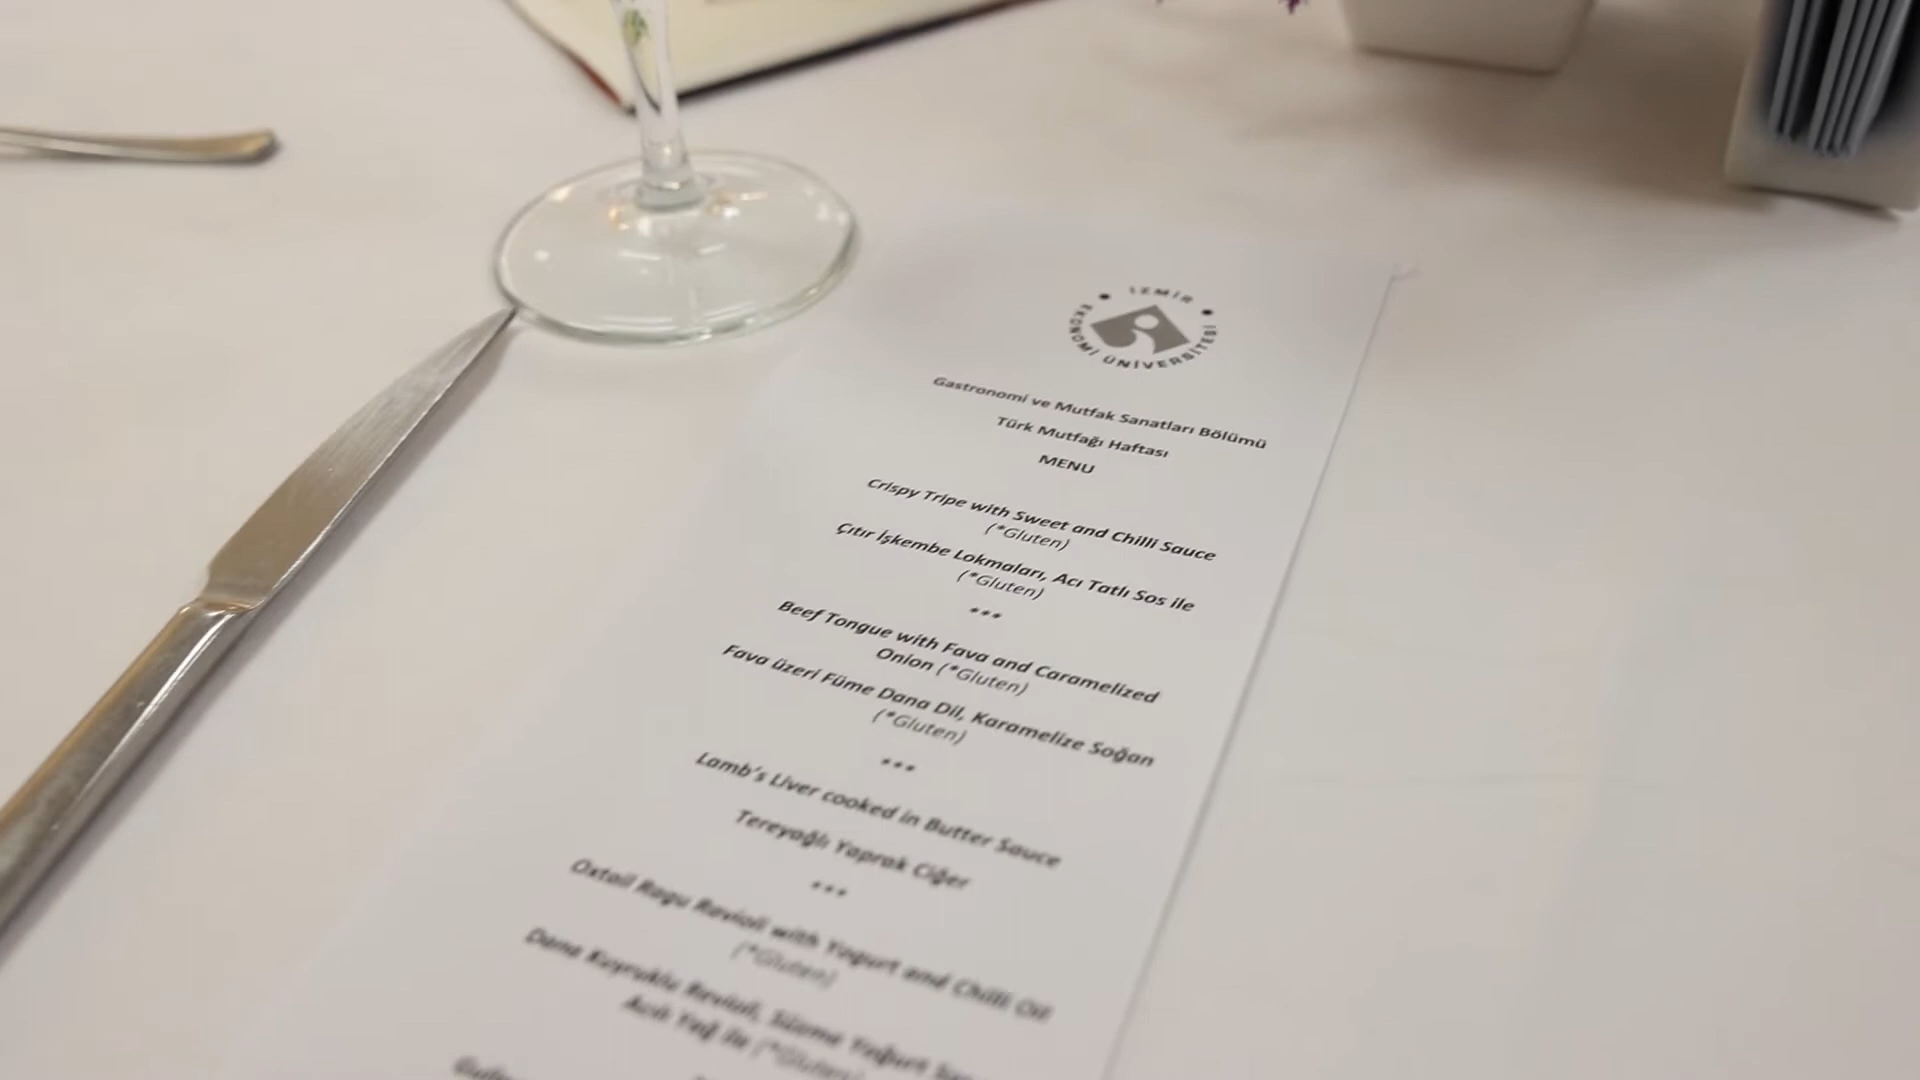 İZMİR
EKONOMİ ÜNİVERSİTESİ
Gastronomi ve Mutfak Sanatları Bölümü
Türk Mutfağı Haftası
MENU
Crispy Tripe with Sweet and Chilli Sauce
(*Gluten)
Çıtır İşkembe Lokmaları, Acı Tatlı Sos ile
(*Gluten)
***
Beef Tongue with Fava and Caramelized
Onion (*Gluten)
Fava üzeri Füme Dana Dil, Karamelize Soğan
(*Gluten)
***
Lamb's Liver cooked in Butter Sauce
Tereyağlı Yaprak Ciğer
***
Oxtail Ragu Ravioli with Yogurt and Chilli Oil
(*Gluten)
Dana Kuyruklu Ravioli, Süzme Yoğurt
Acılı Yağ ile (*Gluten)